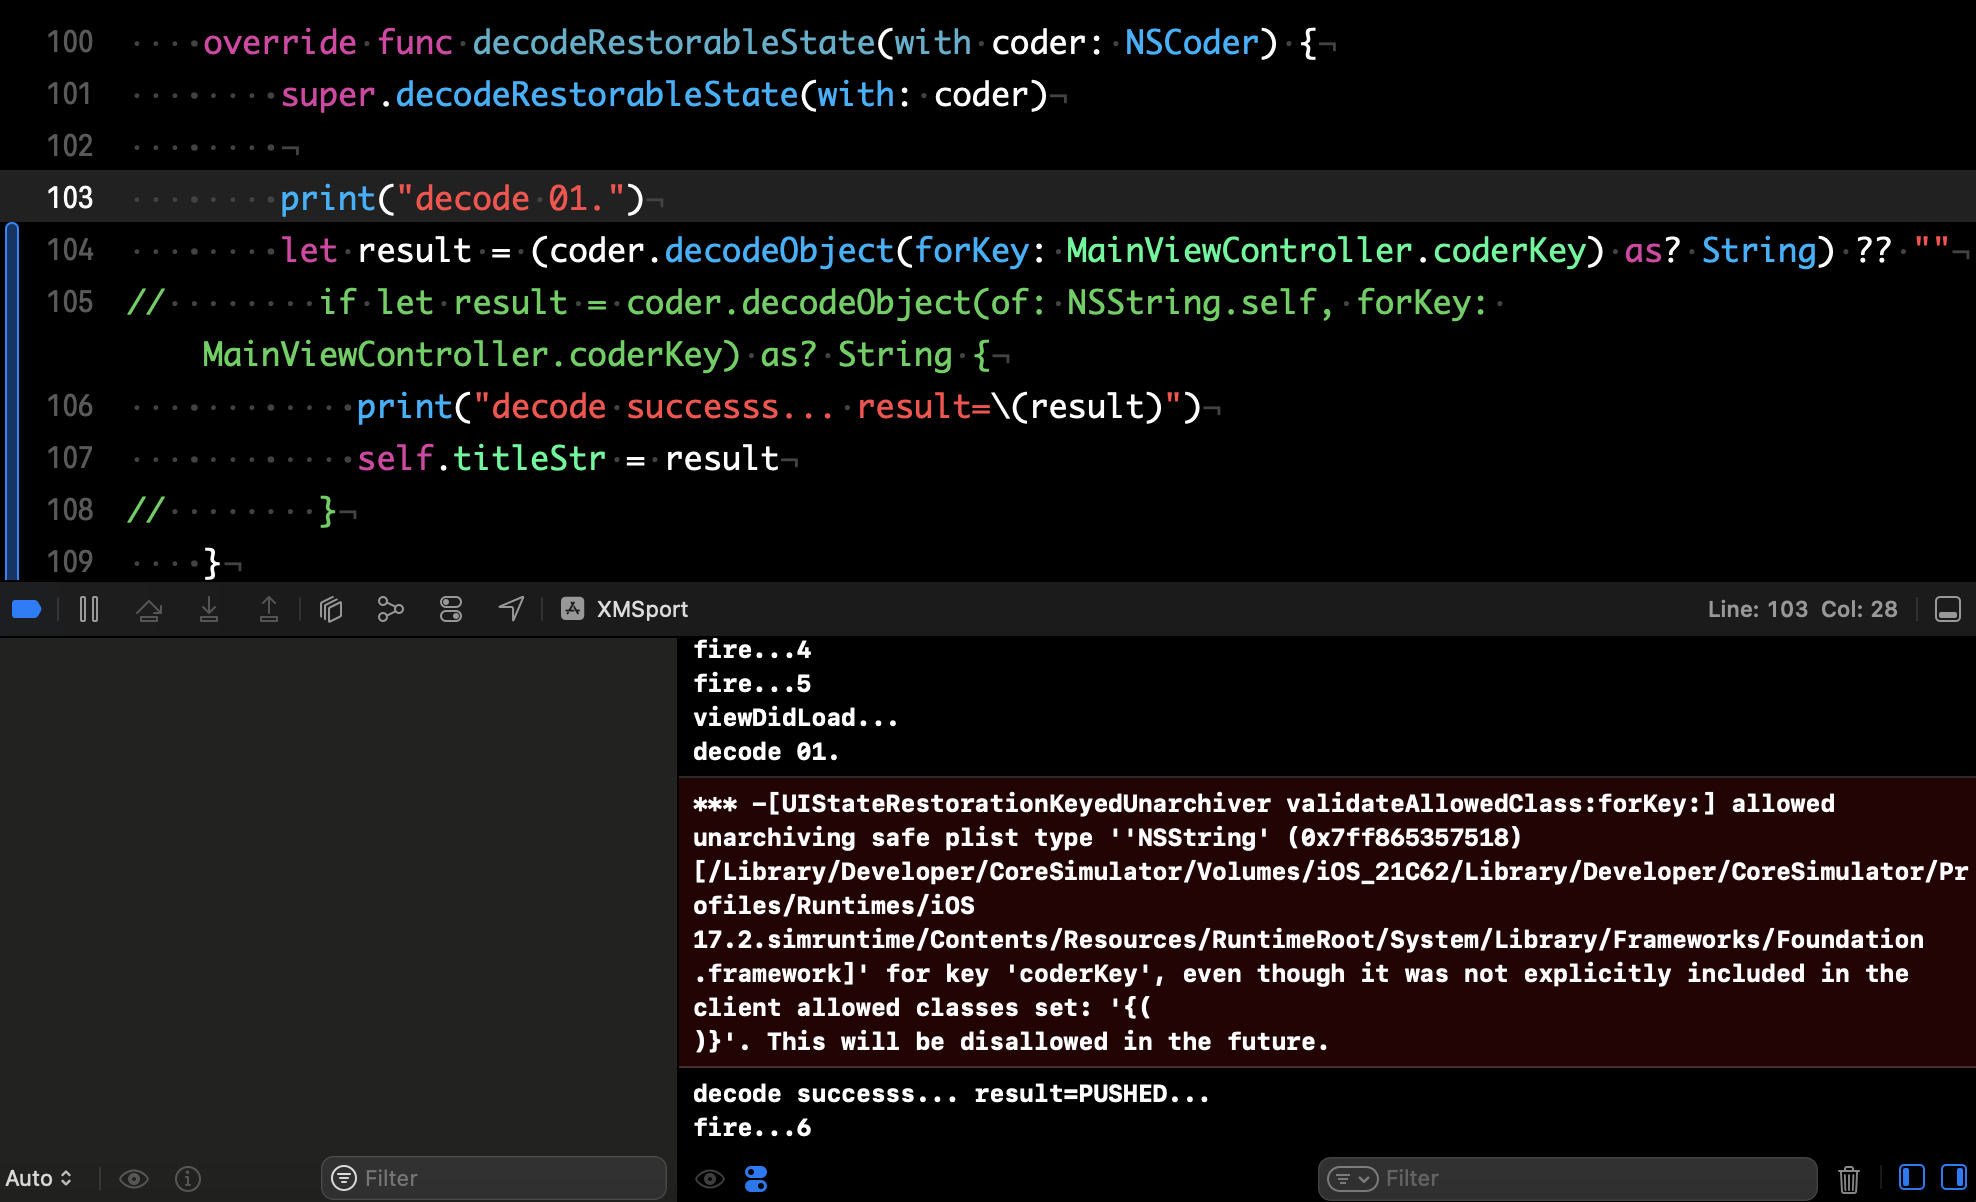 100 override func decodeRestorableState(with coder: NSCoder) {
101 super.decodeRestorableState(with: coder)
102
103 print("decode 01.")
104 let result = (coder.decodeObject(forKey: MainViewController.coderKey) as? String) ?? ""
105 // if let result = coder.decodeObject(of: NSString.self, forKey:
MainViewController.coderKey) as? String {
106 print("decode successs... result=\(result)")
107 self.titleStr = result
108 // }
109 }
XMSport
Line: 103 Col: 28
fire...4
fire...5
viewDidLoad...
decode 01.
*** -[UIStateRestorationKeyedUnarchiver validateAllowedClass:forKey:] allowed
unarchiving safe plist type ''NSString' (0x7ff865357518)
[/Library/Developer/CoreSimulator/Volumes/iOS_21C62/Library/Developer/CoreSimulator/Pr
ofiles/Runtimes/iOS
17.2.simruntime/Contents/Resources/RuntimeRoot/System/Library/Frameworks/Foundation
.framework]' for key 'coderKey', even though it was not explicitly included in the
client allowed classes set: '{(
)}'. This will be disallowed in the future.
decode successs... result=PUSHED...
fire...6
Auto
Filter
Filter